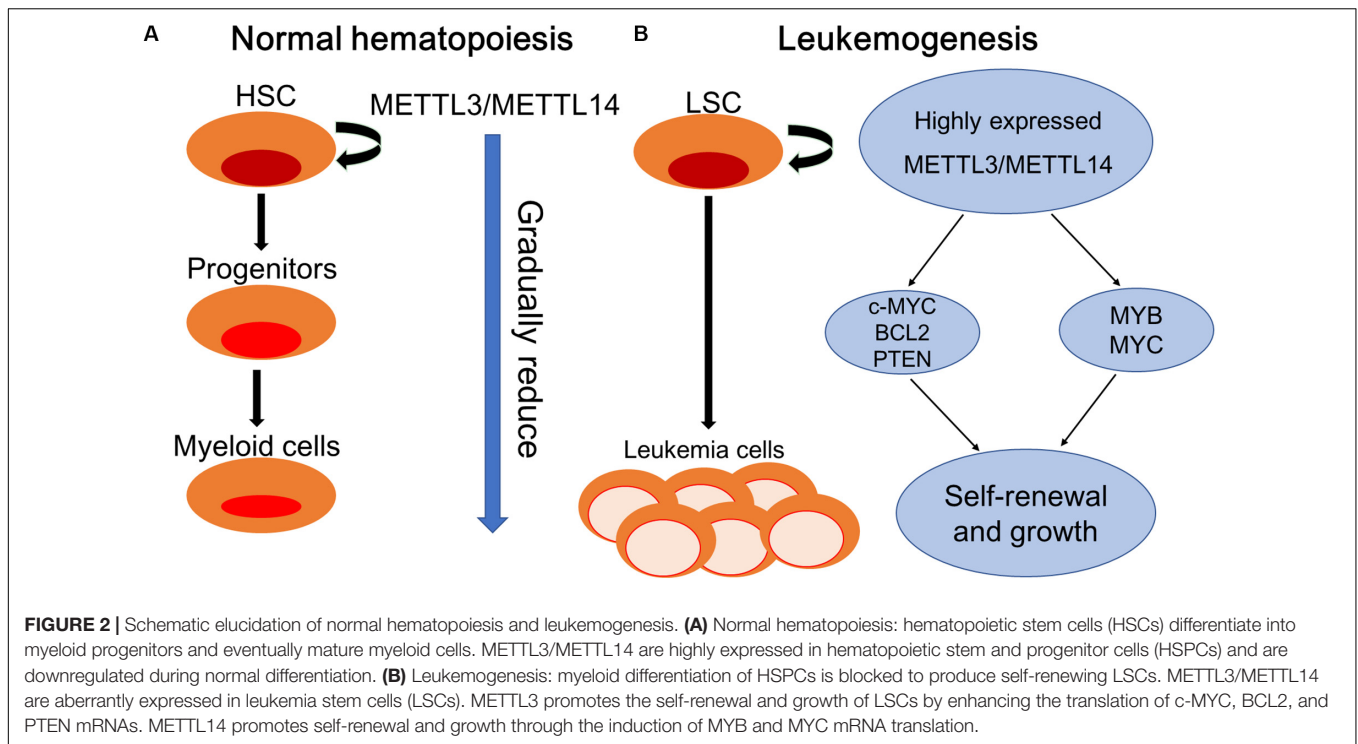 A Normal hematopoiesis
HSC
METTL3/METTL14
Gradually reduce
Progenitors
Myeloid cells
B Leukemogenesis
LSC
Leukemia cells
Highly expressed
METTL3/METTL14
c-MYC
BCL2
PTEN
MYB
MYC
Self-renewal
and growth
FIGURE 2 | Schematic elucidation of normal hematopoiesis and leukemogenesis. (A) Normal hematopoiesis: hematopoietic stem cells (HSCs) differentiate into
myeloid progenitors and eventually mature myeloid cells. METTL3/METTL14 are highly expressed in hematopoietic stem and progenitor cells (HSPCs) and are
downregulated during normal differentiation. (B) Leukemogenesis: myeloid differentiation of HSPCs is blocked to produce self-renewing LSCs. METTL3/METTL14
are aberrantly expressed in leukemia stem cells (LSCs). METTL3 promotes the self-renewal and growth of LSCs by enhancing the translation of c-MYC, BCL2, and
PTEN mRNAs. METTL14 promotes self-renewal and growth through the induction of MYB and MYC mRNA translation.